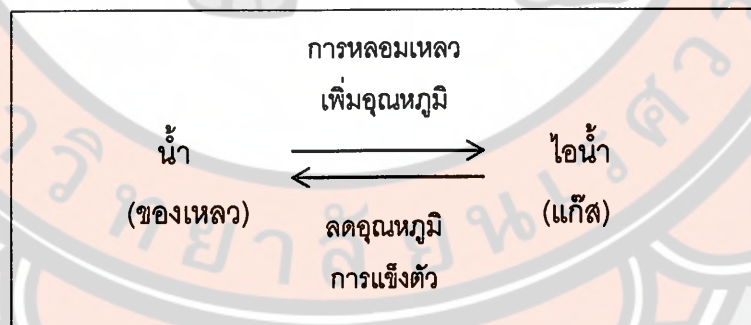 การหลอมเหลว
เพิ่มอุณหภูมิ
น้ำ ไอน้ำ
(ของเหลว) (แก๊ส)
ลดอุณหภูมิ
การแข็งตัว